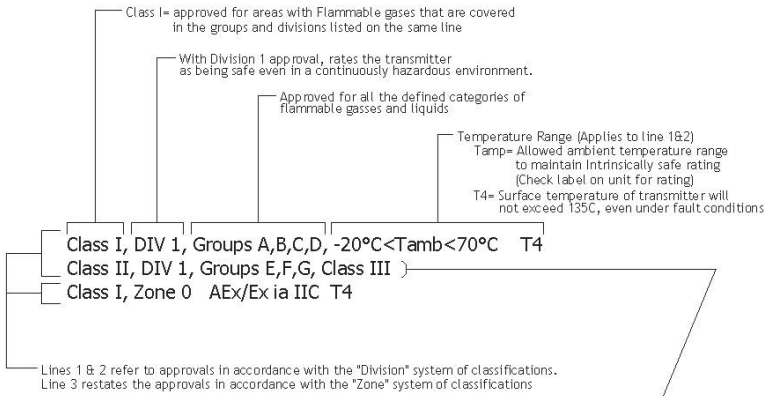 Class I= approved for areas with Flammable gases that are covered
in the groups and divisions listed on the same line
With Division 1 approval, rates the transmitter
as being safe even in a continuously hazardous environment.
Approved for all the defined categories of
flammable gasses and liquids
Temperature Range (Applies to line 1&2)
Tamp= Allowed ambient temperature range
to maintain Intrinsically safe rating
(Check label on unit for rating)
T4= Surface temperature of transmitter will
not exceed 135C, even under fault conditions
Class I, DIV 1, Groups A,B,C,D, -20°C<Tamb<70°C T4
Class II, DIV 1, Groups E,F,G, Class III
Class I, Zone 0 AEx/Ex ia IIC T4
Lines 1 & 2 refer to approvals in accordance with the "Division" system of classifications.
Line 3 restates the approvals in accordance with the "Zone" system of classifications